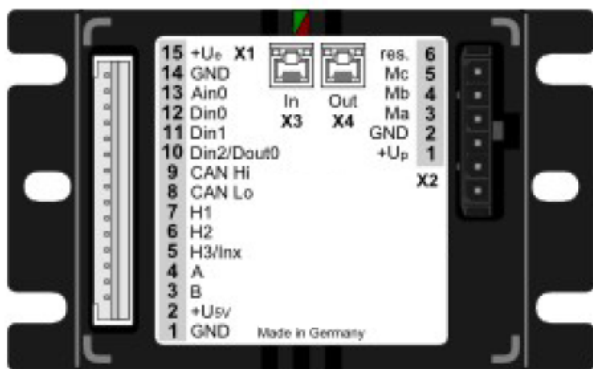 15 +Ue X1
14 GND
13 Ain0
12 Din0
11 Din1
10 Din2/Dout0
9 CAN Hi
8 CAN Lo
7 H1
6 H2
5 H3/Inx
4 A
3 B
2 +U5V
1 GND
In
X3
Out
X4
res. 6
Mc 5
Mb 4
Ma 3
GND 2
+Up 1
X2
Made in Germany